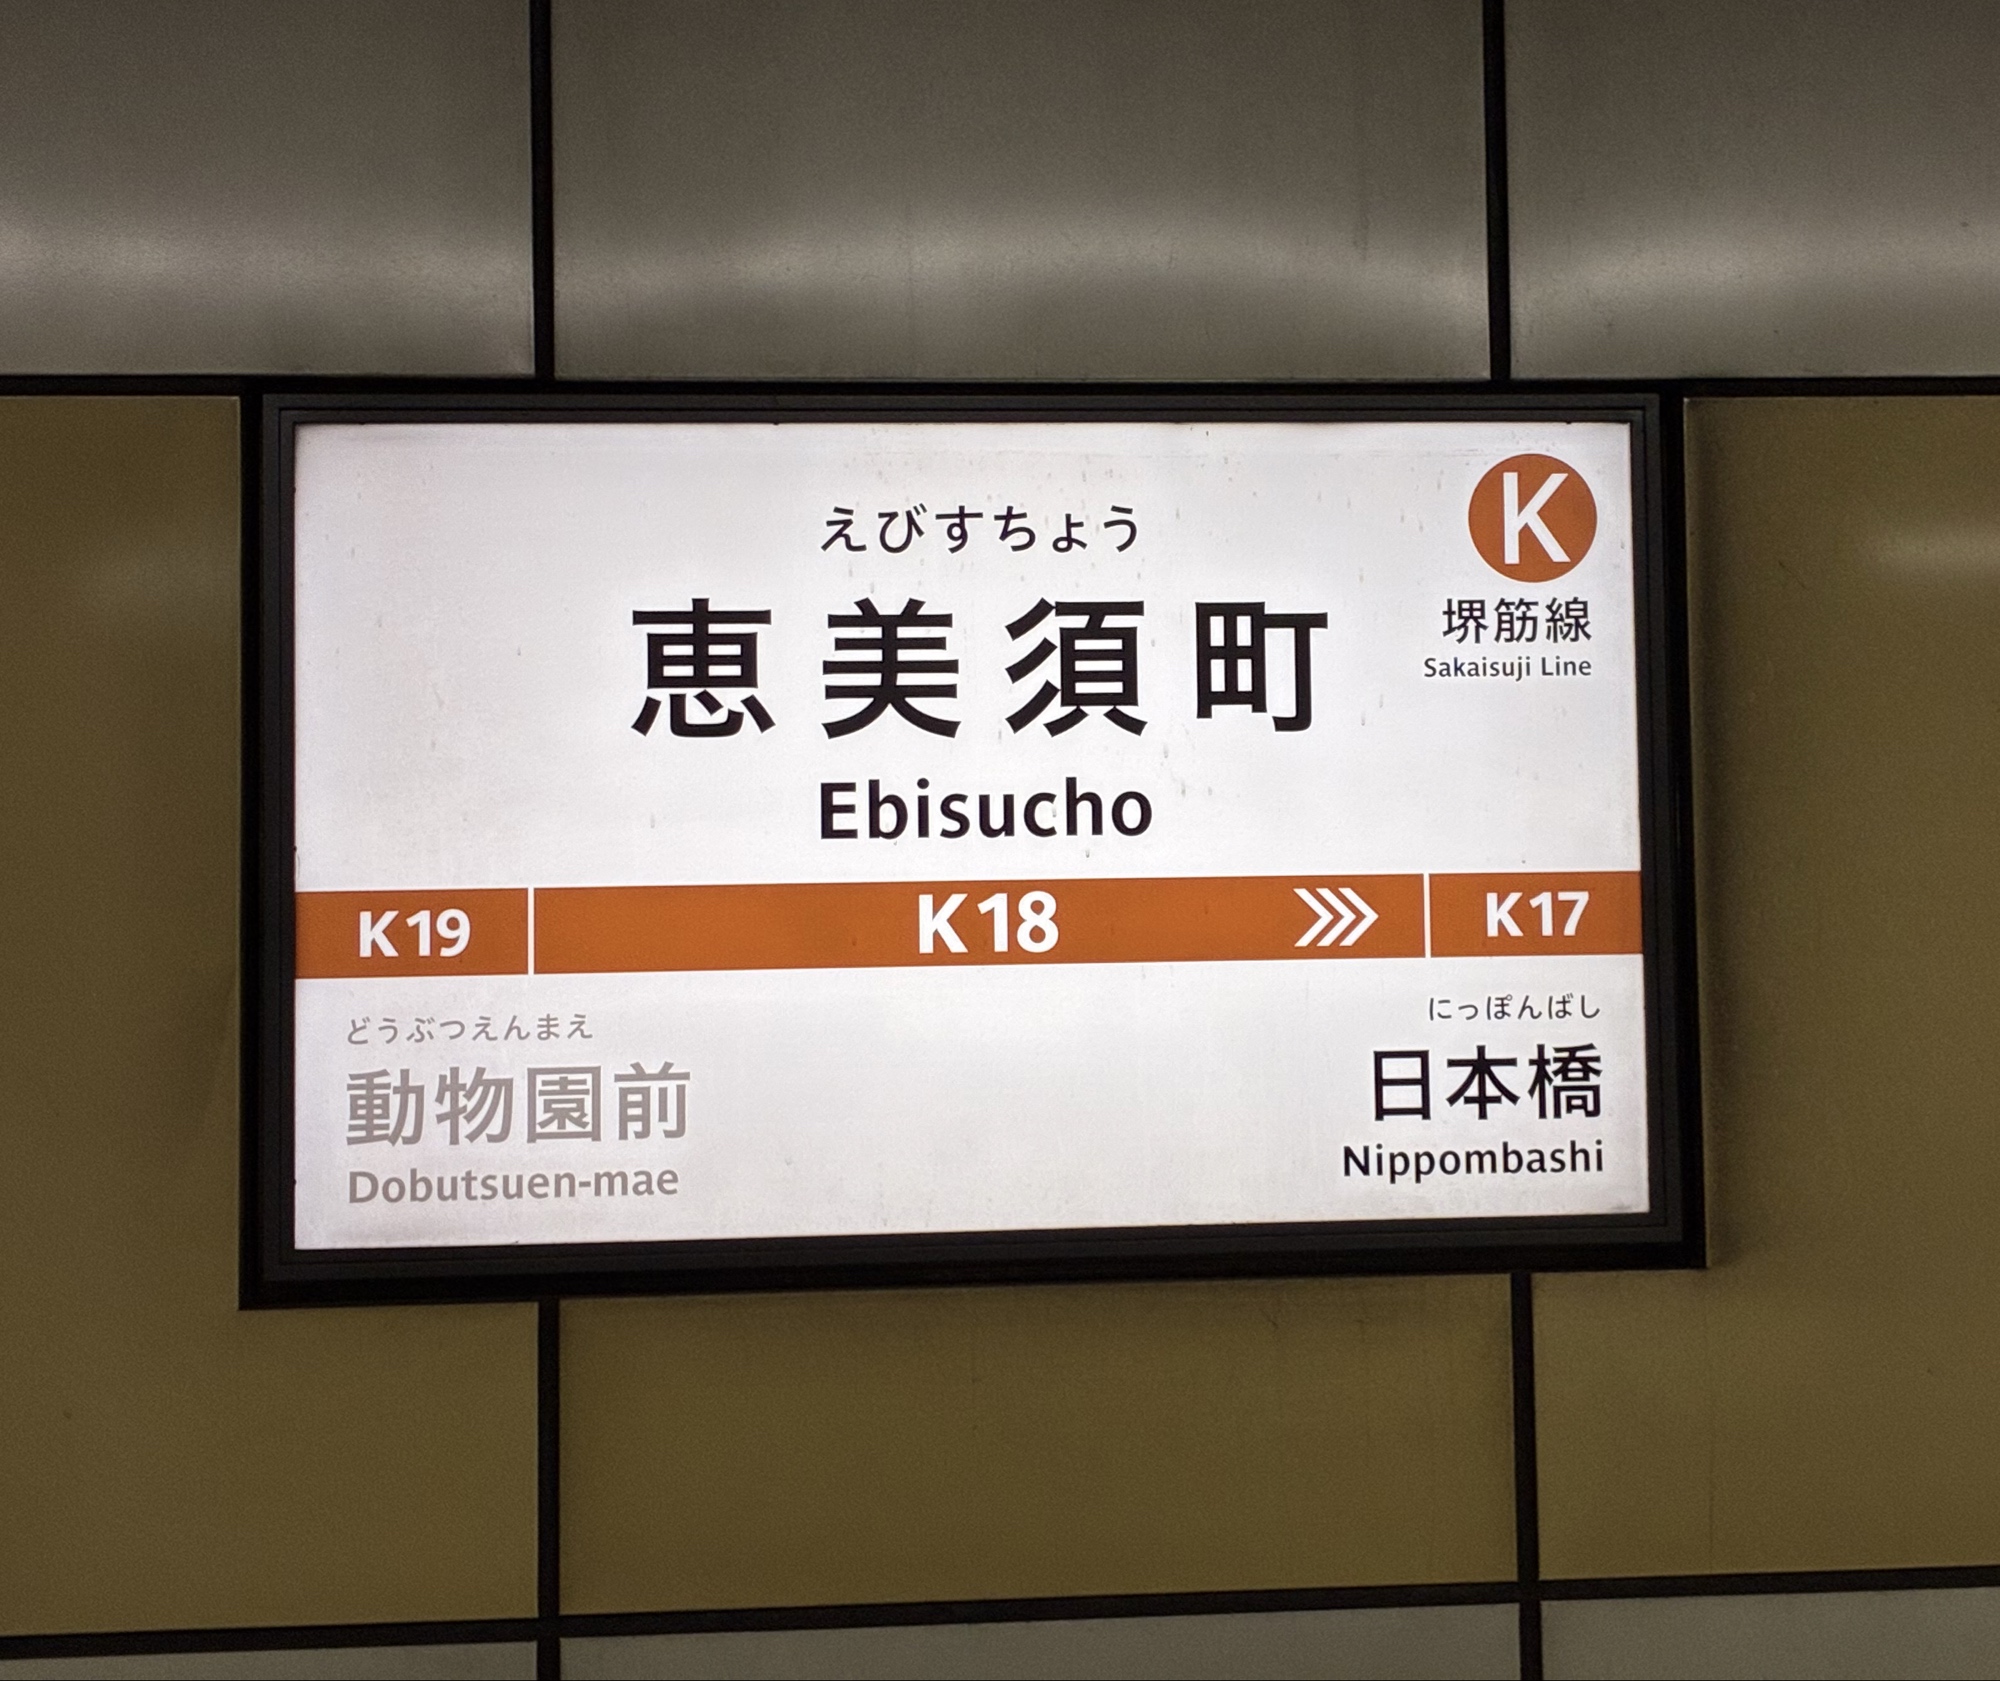 K
堺筋線
Sakaisuji Line
えびすちょう
恵美須町
Ebisucho
K19
K18
K17
どうぶつえんまえ
動物園前
Dobutsuen-mae
にっぽんばし
日本橋
Nippombashi